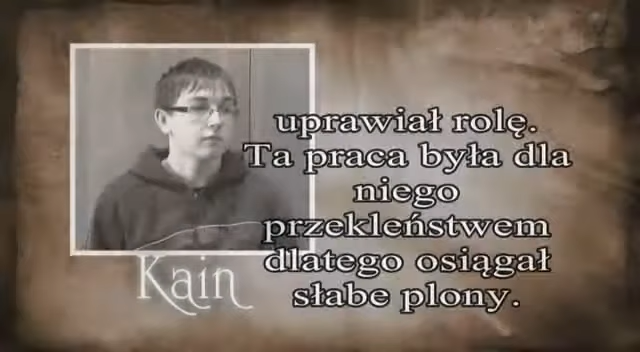 uprawiał rolę.
Ta praca była dla
niego
przekleństwem
dlatego osiągał
słabe plony.
Kain